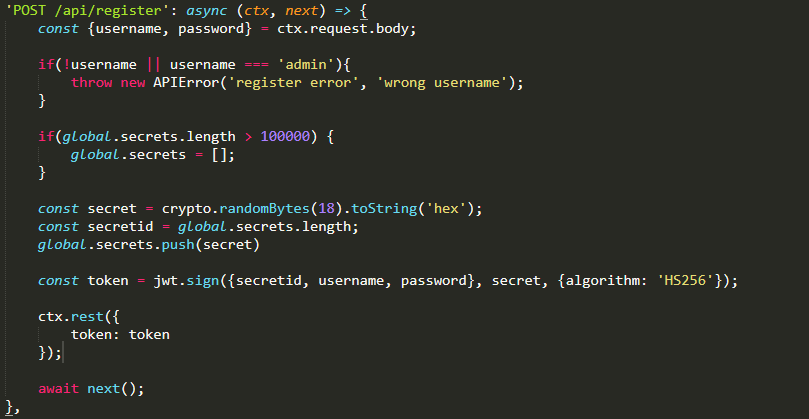 'POST /api/register': async (ctx, next) => {
const {username, password} = ctx.request.body;
if(!username || username === 'admin'){
throw new APIError('register error', 'wrong username');
}
if(global.secrets.length > 100000) {
global.secrets = [];
}
const secret = crypto.randomBytes(18).toString('hex');
const secretid = global.secrets.length;
global.secrets.push(secret)
const token = jwt.sign({secretid, username, password}, secret, {algorithm: 'HS256'});
ctx.rest({
token: token
});
await next();
},